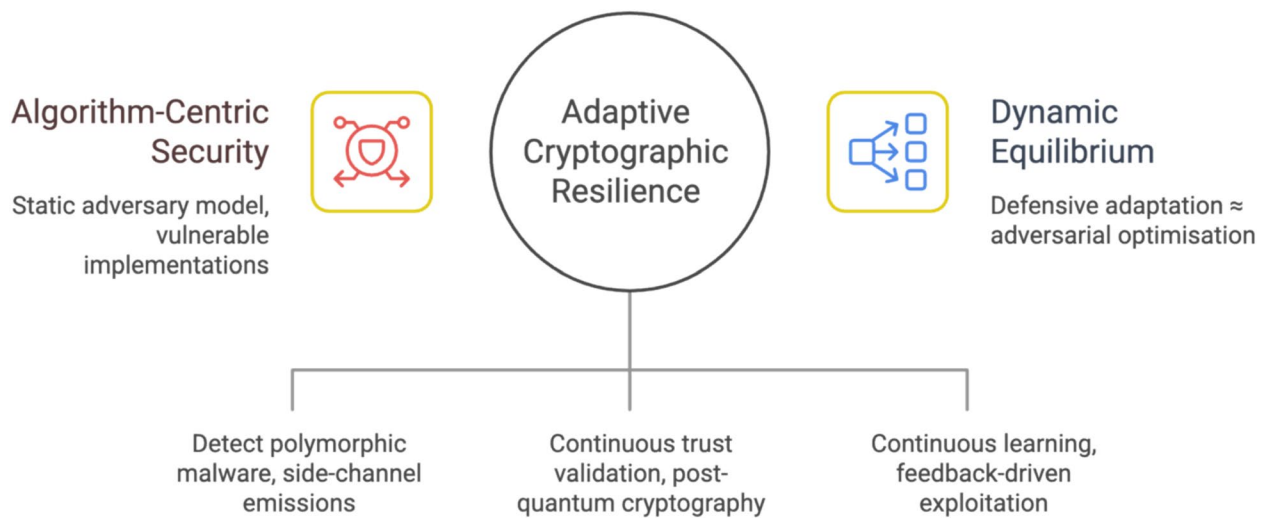 Algorithm-Centric
Security
Static adversary model,
vulnerable
implementations
Adaptive
Cryptographic
Resilience
Dynamic
Equilibrium
Defensive adaptation ≈
adversarial optimisation
Detect polymorphic
malware, side-channel
emissions
Continuous trust
validation, post-
quantum cryptography
Continuous learning,
feedback-driven
exploitation